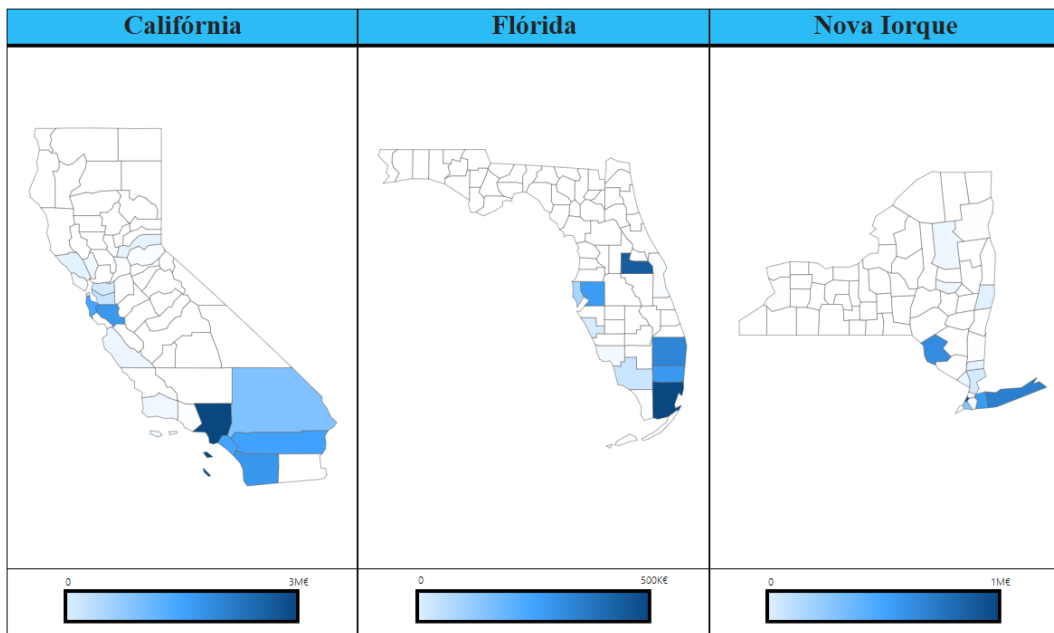 Califórnia
Flórida
Nova Iorque
0 3M€
0 500K€
0 1M€